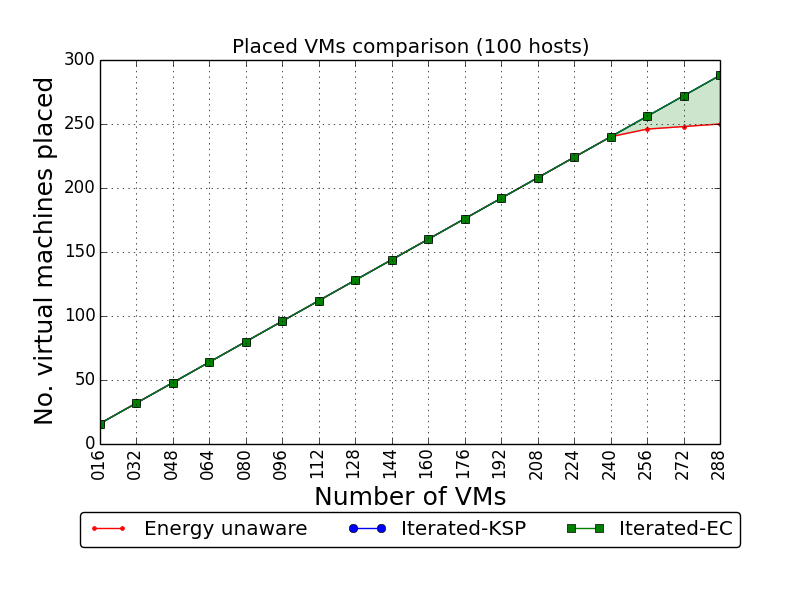 Placed VMs comparison (100 hosts)
300
250
200
150
100
50
0
No. virtual machines placed
016 032 048 064 080 096 112 128 144 160 176 192 208 224 240 256 272 288
Number of VMs
Energy unaware Iterated-KSP Iterated-EC